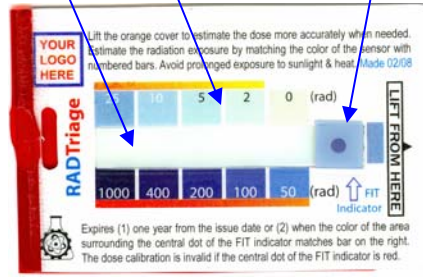 Lift the orange cover to estimate the dose more accurately when needed.
Estimate the radiation exposure by matching the color of the sensor with
numbered bars. Avoid prolonged exposure to sunlight & heat. Made 02/08
YOUR
LOGO
HERE
RADTriage
25 10 5 2 0 (rad)
1000 400 200 100 50 (rad)
FIT
Indicator
LIFT FROM HERE
Expires (1) one year from the issue date or (2) when the color of the area
surrounding the central dot of the FIT indicator matches bar on the right.
The dose calibration is invalid if the central dot of the FIT indicator is red.